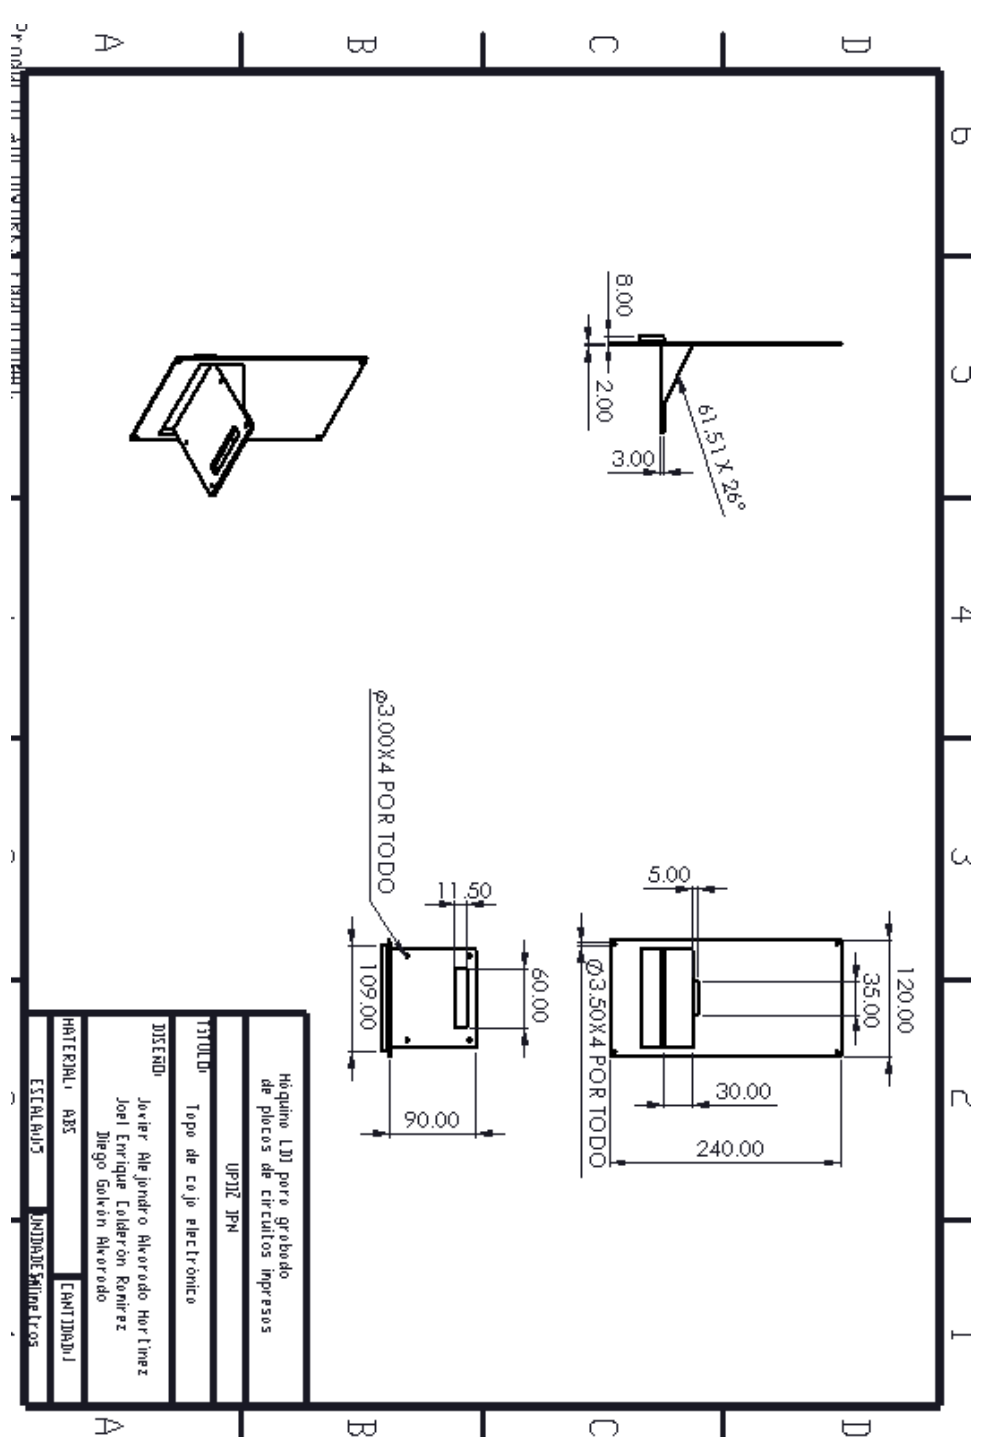 A
B
C
D
6
5
4
3
2
1
A
B
C
D
8.00
2.00
3.00
61.51 X 26°
5.00
35.00
120.00
Ø3.50X4 POR TODO
30.00
240.00
ø3.00X4 POR TODO
11.50
60.00
109.00
90.00
Máquina LDI para grabado
de placas de circuitos impresos
UPIIZ IPN
TITULO:
Tapa de caja electrónica
DISEÑO:
Javier Alejandro Alvarado Martinez
Joel Enrique Calderón Ramirez
Diego Galván Alvarado
MATERIAL: ABS
CANTIDAD:1
ESCALA:1:5
UNIDADES:Milimetros